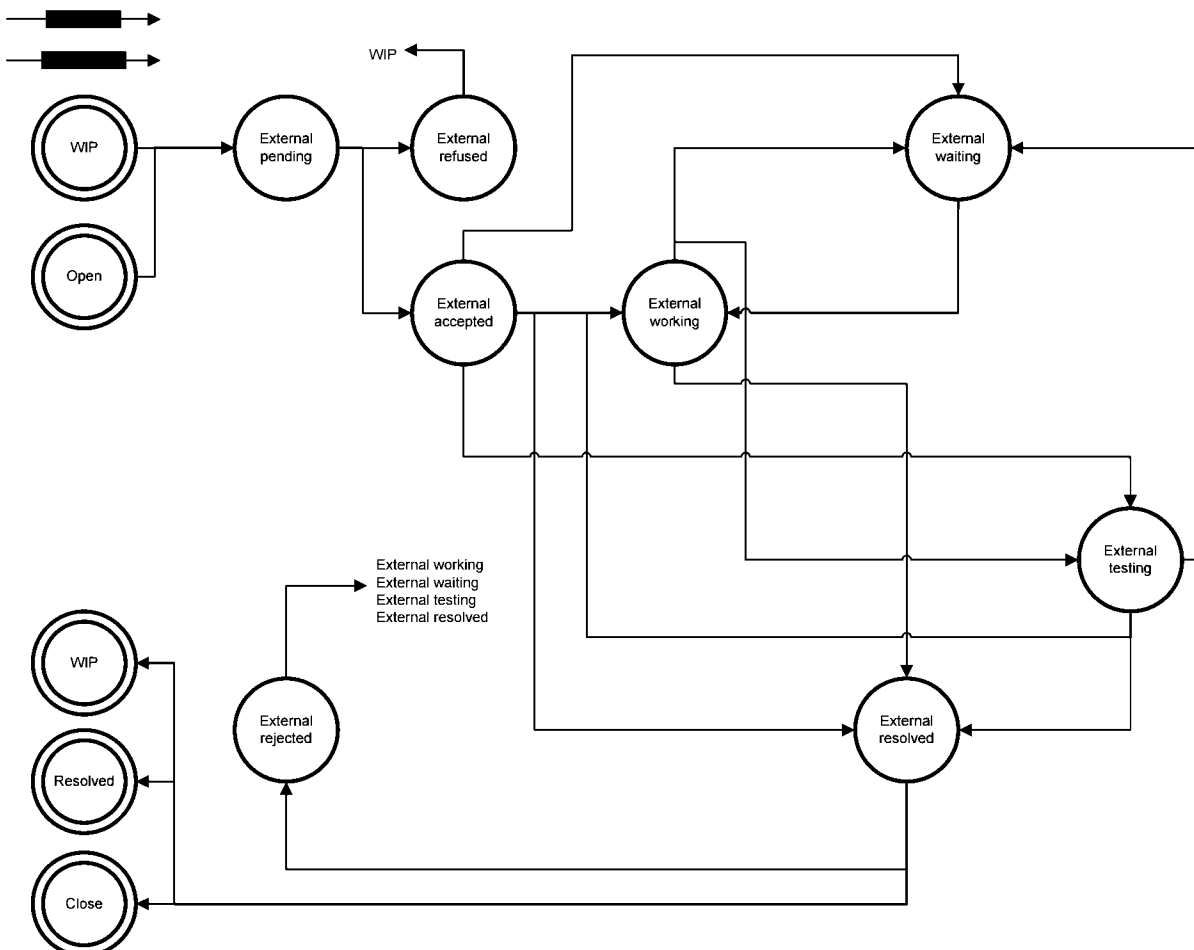 WIP
WIP
External
pending
External
refused
External
waiting
Open
External
accepted
External
working
External
testing
External working
External waiting
External testing
External resolved
WIP
External
rejected
External
resolved
Resolved
Close